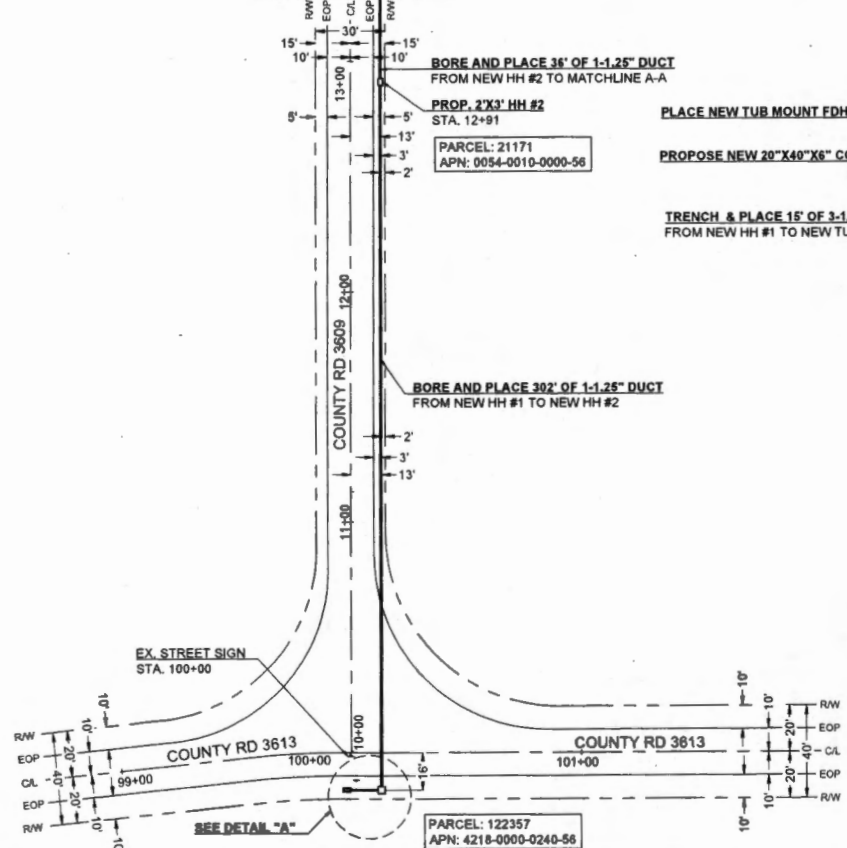 R/W
EOP
C/L
EOP
R/W
30'
15'
15'
10'
10'
13+00
BORE AND PLACE 36' OF 1-1.25" DUCT
FROM NEW HH #2 TO MATCHLINE A-A
PROP. 2'X3' HH #2
STA. 12+91
5'
5'
13'
3'
2'
PARCEL: 21171
APN: 0054-0010-0000-56
PLACE NEW TUB MOUNT FDH
PROPOSE NEW 20"X40"X6"
TRENCH & PLACE 15' OF
FROM NEW HH #1 TO NEW
12+00
COUNTY RD 3609
BORE AND PLACE 302' OF 1-1.25" DUCT
FROM NEW HH #1 TO NEW HH #2
2'
3'
13'
11+00
EX. STREET SIGN
STA. 100+00
10+00
10'
10'
R/W
EOP
C/L
EOP
R/W
20'
40'
20'
10'
10'
10'
99+00
COUNTY RD 3613
100+00
16'
COUNTY RD 3613
101+00
10'
10'
20'
40'
20'
10'
10'
R/W
EOP
C/L
EOP
R/W
SEE DETAIL "A"
PARCEL: 122357
APN: 4218-0000-0240-56